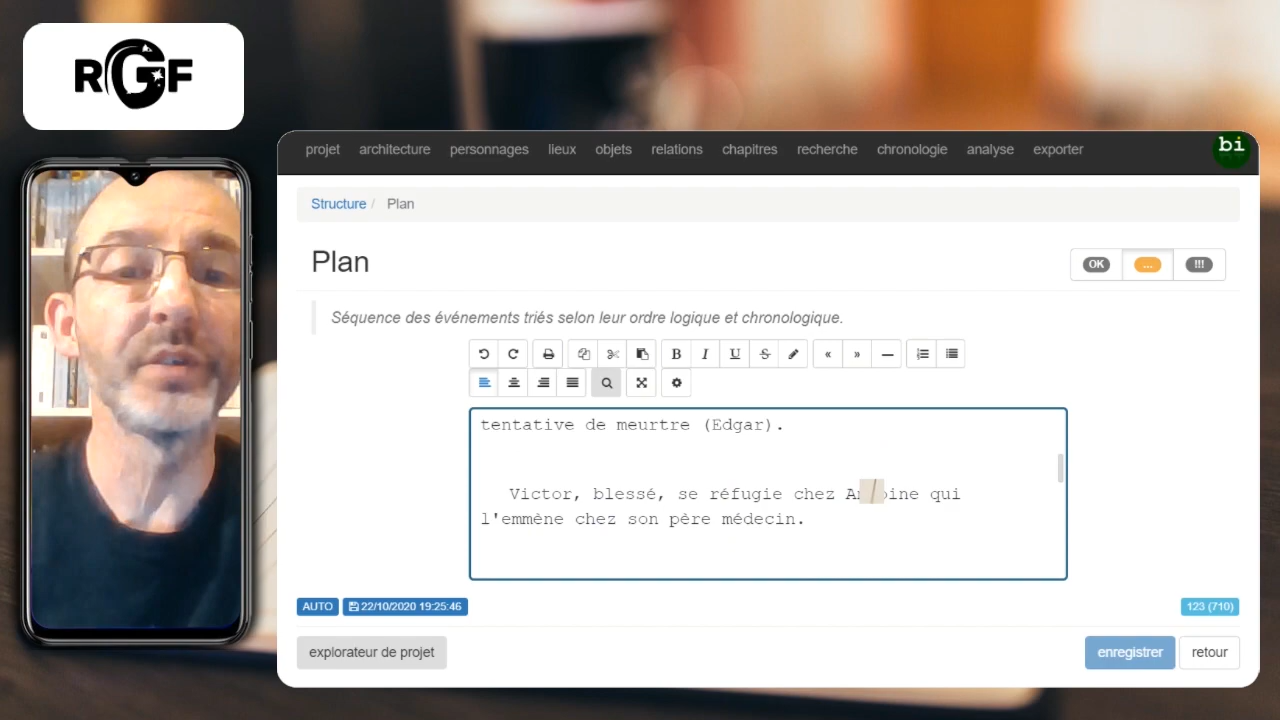 RGF
projet architecture personnages lieux objets relations chapitres recherche chronologie analyse exporter
bi
Structure / Plan
Plan
OK ... !!!
Séquence des événements triés selon leur ordre logique et chronologique.
B I U S « » —
tentative de meurtre (Edgar).
Victor, blessé, se réfugie chez qui
l'emmène chez son père médecin.
AUTO 22/10/2020 19:25:46 123 (710)
explorateur de projet enregistrer retour